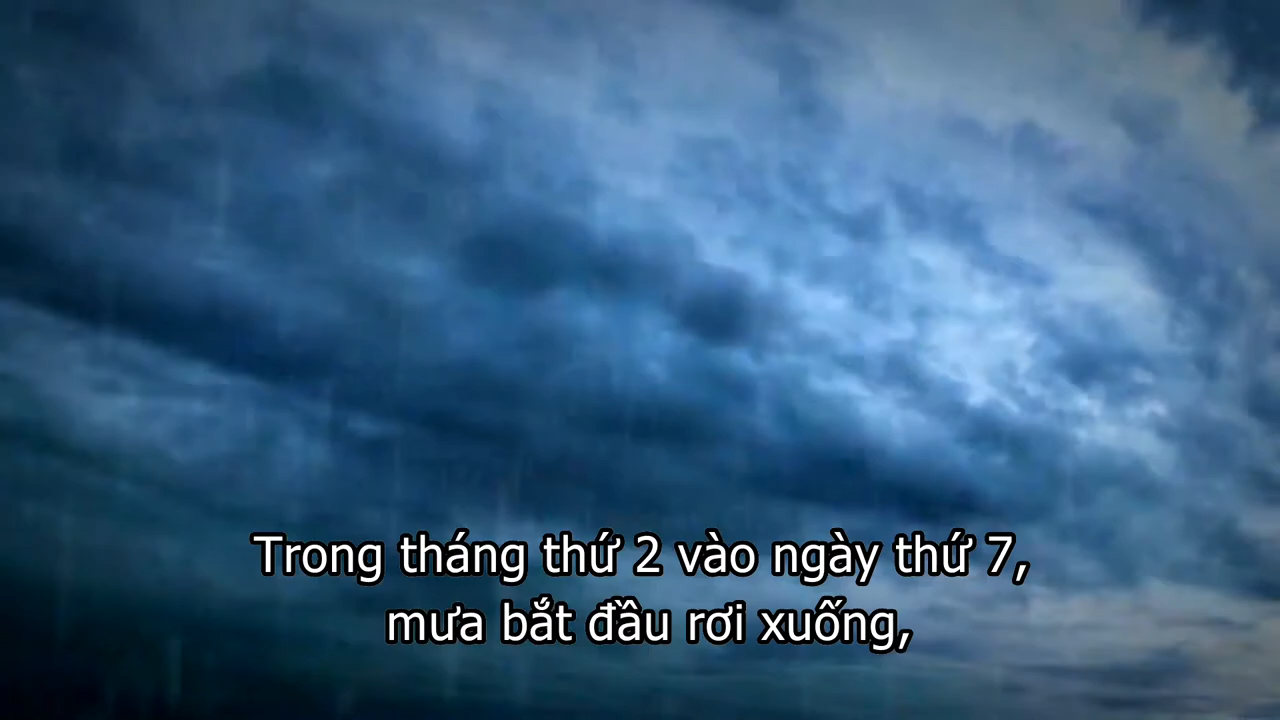 Trong tháng thứ 2 vào ngày thứ 7,
mưa bắt đầu rơi xuống,